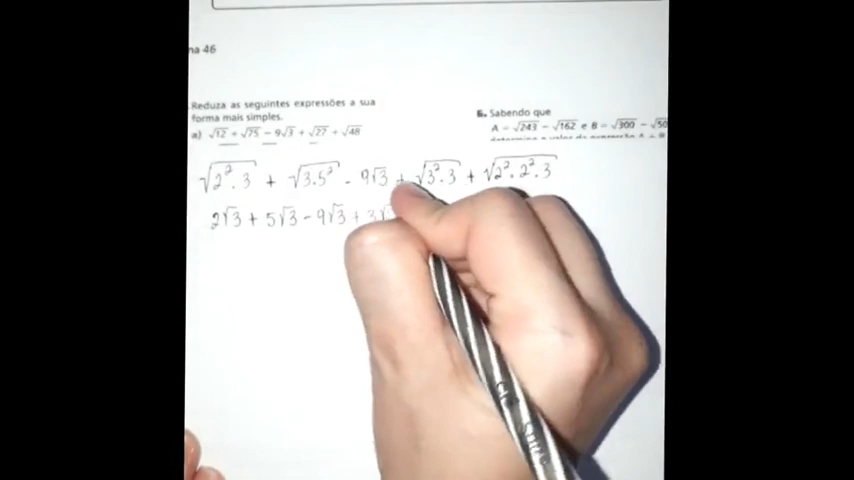 na 46
Reduza as seguintes expressões a sua
forma mais simples.
a) √12 + √75 − 9√3 + √27 + √48
6. Sabendo que
A = √243 − √162 e B = √300 − √50
√2².3 + √3.5² - 9√3 + √3².3 + √2².2².3
2√3 + 5√3 - 9√3 + 3√